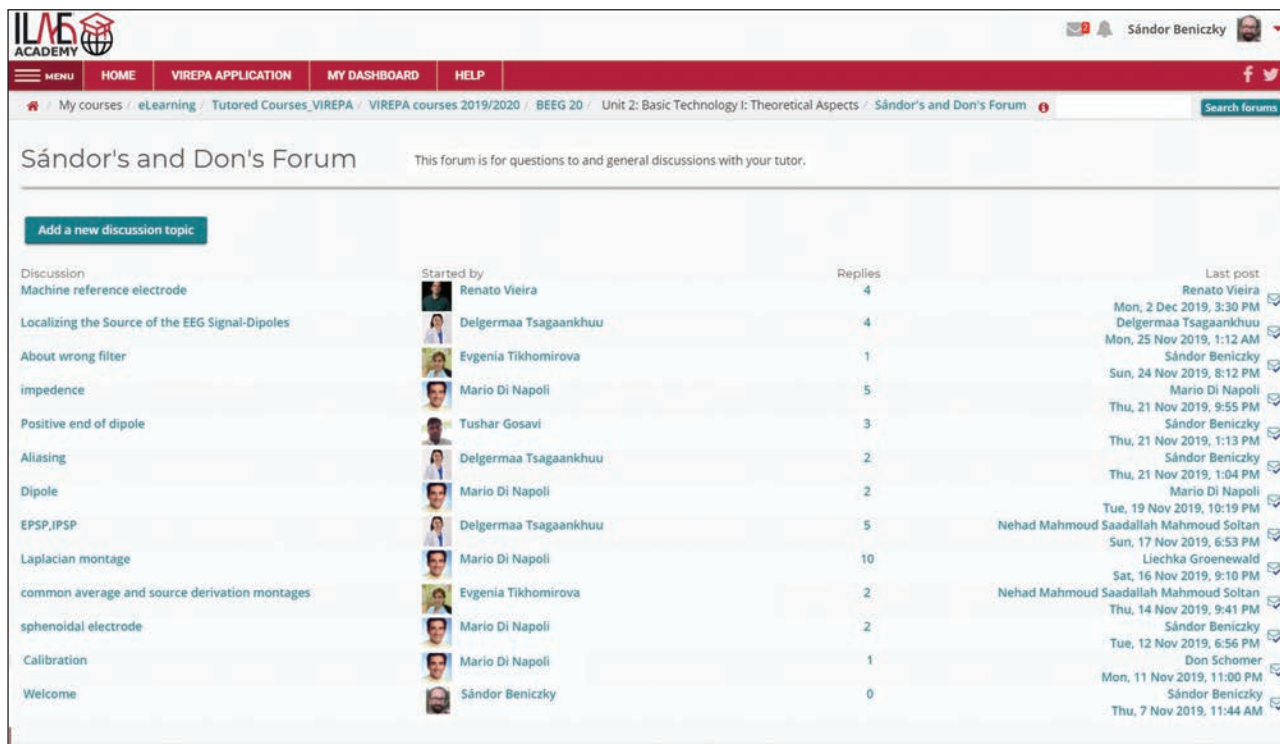 ILAE
ACADEMY
2 Sándor Beniczky
MENU HOME VIREPA APPLICATION MY DASHBOARD HELP
My courses / eLearning / Tutored Courses_VIREPA / VIREPA courses 2019/2020 / BEEG 20 / Unit 2: Basic Technology I: Theoretical Aspects / Sándor's and Don's Forum Search forums
Sándor's and Don's Forum This forum is for questions to and general discussions with your tutor.
Add a new discussion topic
Discussion Started by Replies Last post
Machine reference electrode Renato Vieira 4 Renato Vieira
Mon, 2 Dec 2019, 3:30 PM
Localizing the Source of the EEG Signal-Dipoles Delgermaa Tsagaankhuu 4 Delgermaa Tsagaankhuu
Mon, 25 Nov 2019, 1:12 AM
About wrong filter Evgenia Tikhomirova 1 Sándor Beniczky
Sun, 24 Nov 2019, 8:12 PM
impedence Mario Di Napoli 5 Mario Di Napoli
Thu, 21 Nov 2019, 9:55 PM
Positive end of dipole Tushar Gosavi 3 Sándor Beniczky
Thu, 21 Nov 2019, 1:13 PM
Aliasing Delgermaa Tsagaankhuu 2 Sándor Beniczky
Thu, 21 Nov 2019, 1:04 PM
Dipole Mario Di Napoli 2 Mario Di Napoli
Tue, 19 Nov 2019, 10:19 PM
EPSP,IPSP Delgermaa Tsagaankhuu 5 Nehad Mahmoud Saadallah Mahmoud Soltan
Sun, 17 Nov 2019, 6:53 PM
Laplacian montage Mario Di Napoli 10 Liechka Groenewald
Sat, 16 Nov 2019, 9:10 PM
common average and source derivation montages Evgenia Tikhomirova 2 Nehad Mahmoud Saadallah Mahmoud Soltan
Thu, 14 Nov 2019, 9:41 PM
sphenoidal electrode Mario Di Napoli 2 Sándor Beniczky
Tue, 12 Nov 2019, 6:56 PM
Calibration Mario Di Napoli 1 Don Schomer
Mon, 11 Nov 2019, 11:00 PM
Welcome Sándor Beniczky 0 Sándor Beniczky
Thu, 7 Nov 2019, 11:44 AM